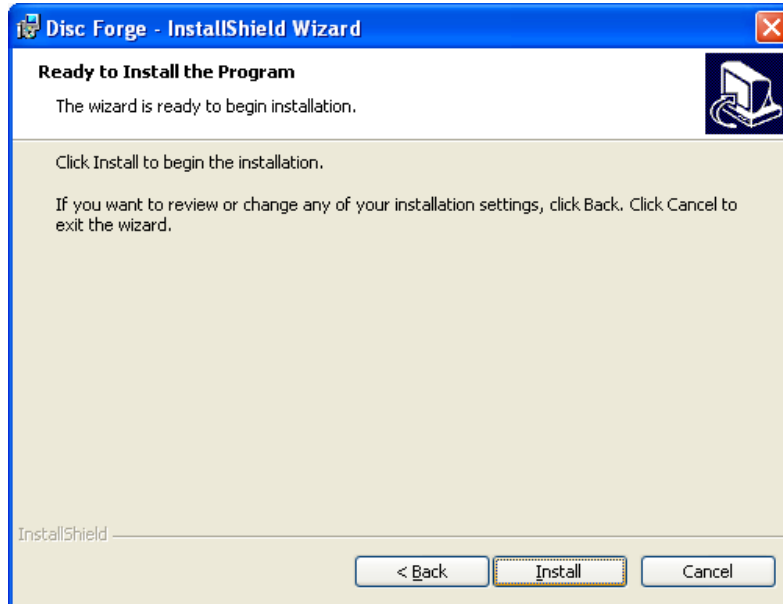 Disc Forge - InstallShield Wizard
Ready to Install the Program
The wizard is ready to begin installation.
Click Install to begin the installation.
If you want to review or change any of your installation settings, click Back. Click Cancel to
exit the wizard.
InstallShield
< Back
Install
Cancel